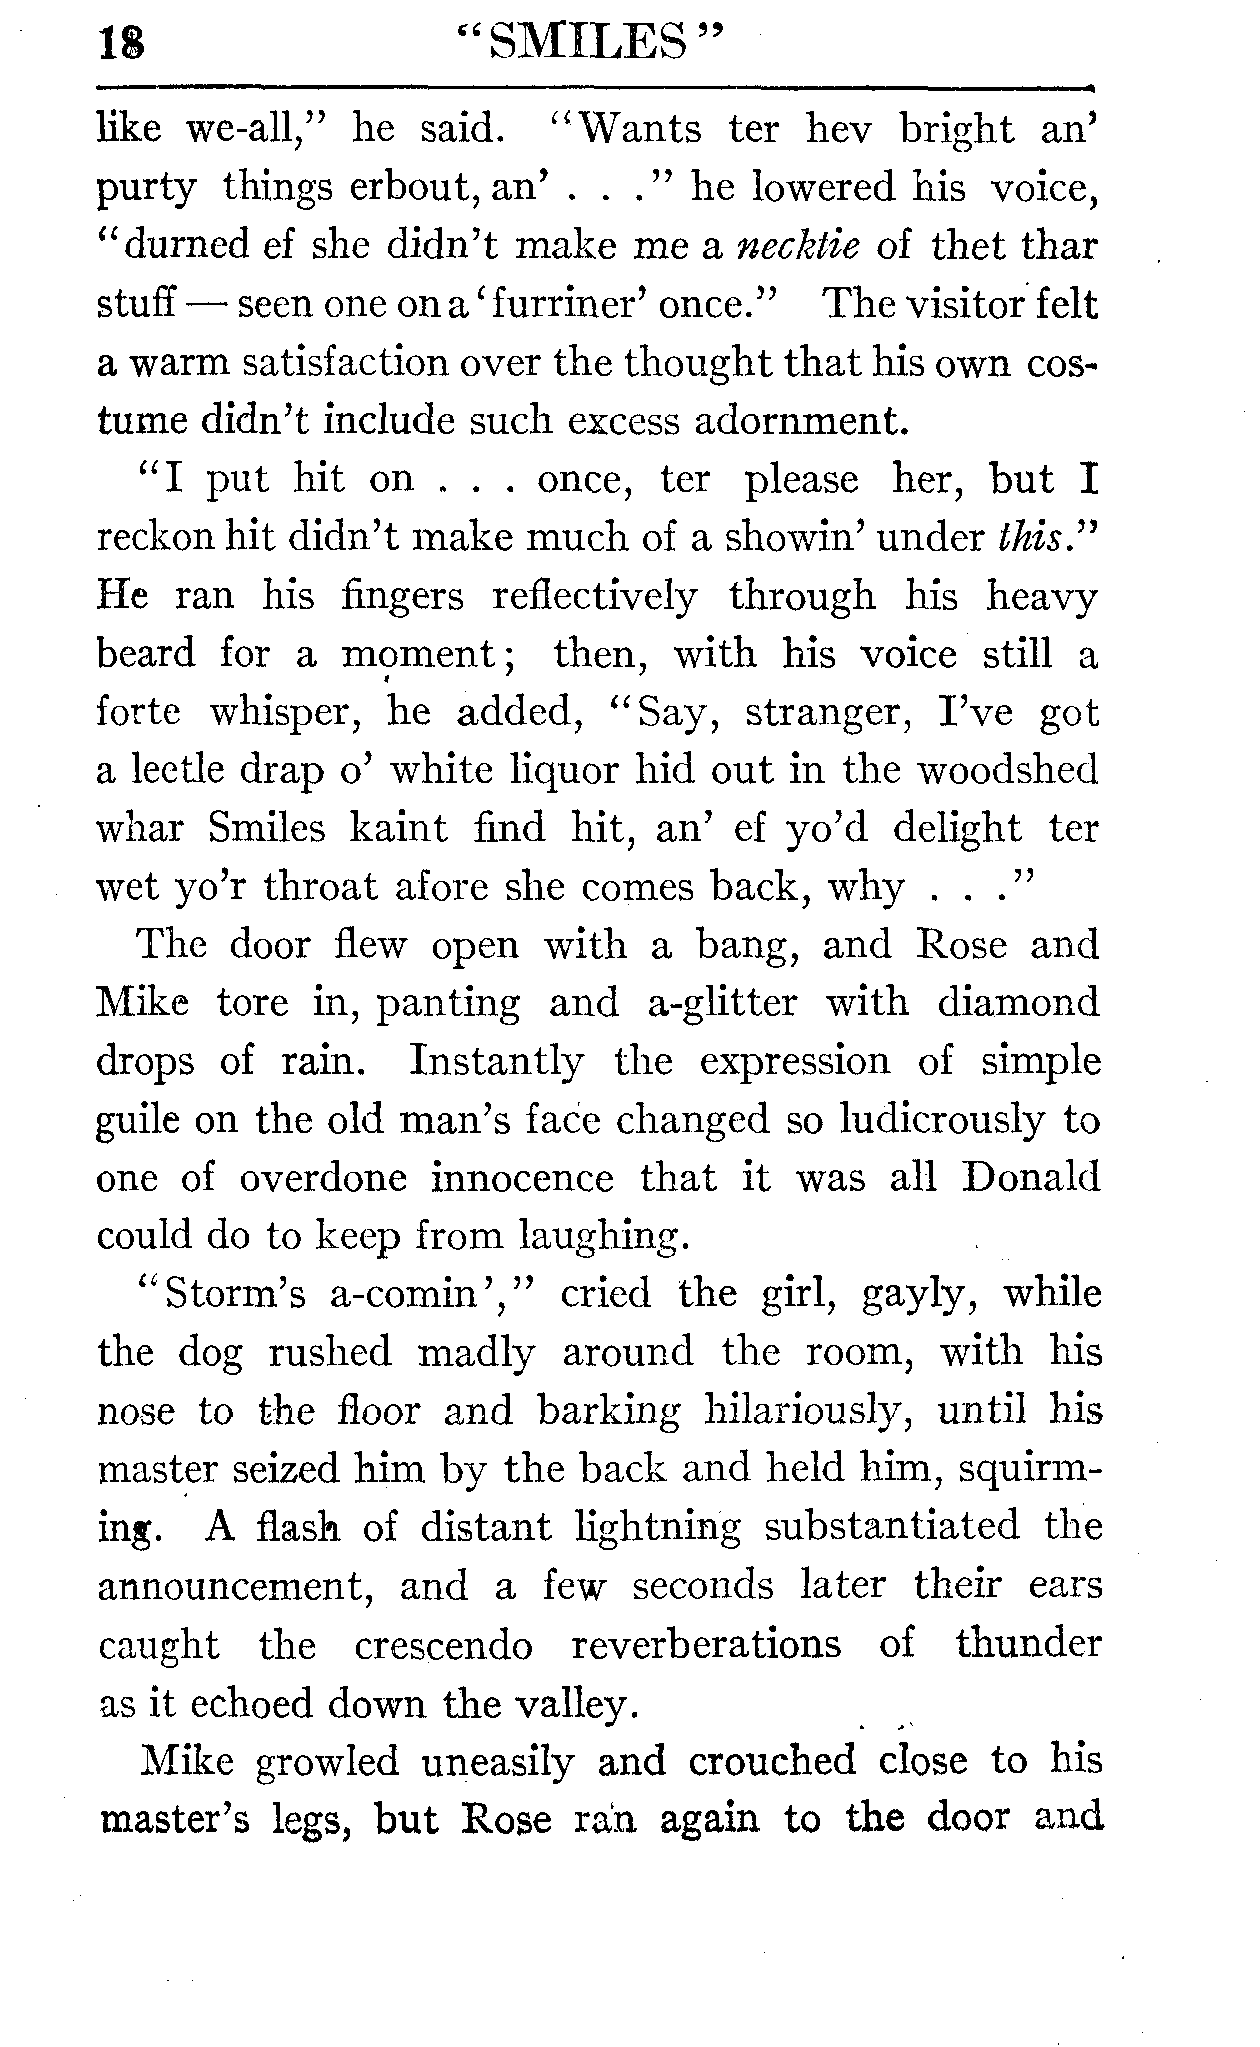 18 "SMILES"
like we-all," he said. "Wants ter hev bright an'
purty things erbout, an' . . ." he lowered his voice,
"durned ef she didn't make me a necktie of thet thar
stuff — seen one on a 'furriner' once." The visitor felt
a warm satisfaction over the thought that his own cos-
tume didn't include such excess adornment.
"I put hit on . . . once, ter please her, but I
reckon hit didn't make much of a showin' under this."
He ran his fingers reflectively through his heavy
beard for a moment; then, with his voice still a
forte whisper, he added, "Say, stranger, I've got
a leetle drap o' white liquor hid out in the woodshed
whar Smiles kaint find hit, an' ef yo'd delight ter
wet yo'r throat afore she comes back, why . . ."
The door flew open with a bang, and Rose and
Mike tore in, panting and a-glitter with diamond
drops of rain. Instantly the expression of simple
guile on the old man's face changed so ludicrously to
one of overdone innocence that it was all Donald
could do to keep from laughing.
"Storm's a-comin'," cried the girl, gayly, while
the dog rushed madly around the room, with his
nose to the floor and barking hilariously, until his
master seized him by the back and held him, squirm-
ing. A flash of distant lightning substantiated the
announcement, and a few seconds later their ears
caught the crescendo reverberations of thunder
as it echoed down the valley.
Mike growled uneasily and crouched close to his
master's legs, but Rose ran again to the door and